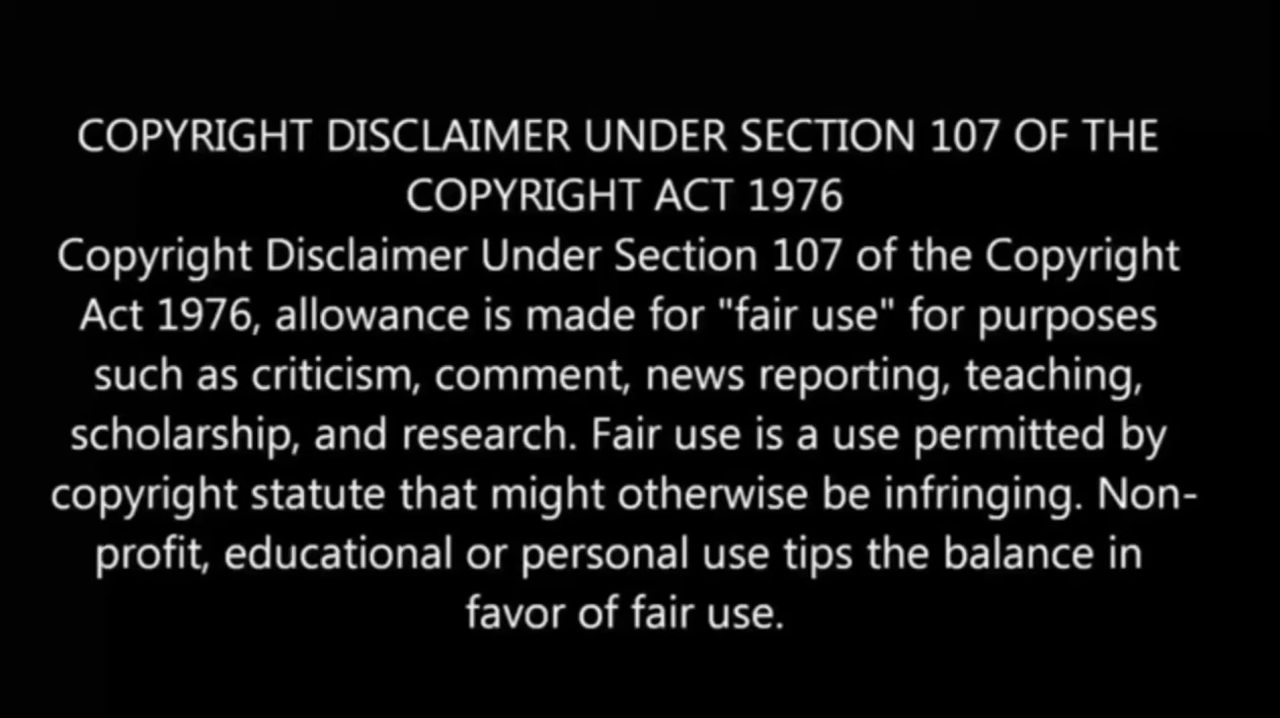 COPYRIGHT DISCLAIMER UNDER SECTION 107 OF THE
COPYRIGHT ACT 1976
Copyright Disclaimer Under Section 107 of the Copyright
Act 1976, allowance is made for "fair use" for purposes
such as criticism, comment, news reporting, teaching,
scholarship, and research. Fair use is a use permitted by
copyright statute that might otherwise be infringing. Non-
profit, educational or personal use tips the balance in
favor of fair use.